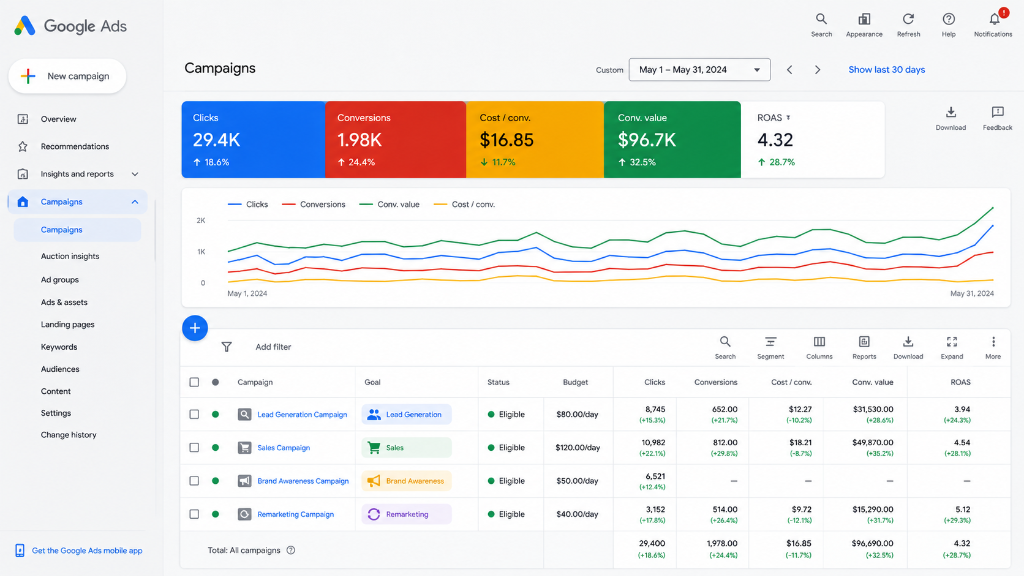 Google Ads
Search
Appearance
Refresh
Help
!
Notifications
New campaign
Overview
Recommendations
Insights and reports
Campaigns
Campaigns
Auction insights
Ad groups
Ads & assets
Landing pages
Keywords
Audiences
Content
Settings
Change history
Get the Google Ads mobile app
Campaigns
Custom
May 1 – May 31, 2024
Show last 30 days
Clicks
29.4K
↑ 18.6%
Conversions
1.98K
↑ 24.4%
Cost / conv.
$16.85
↓ 11.7%
Conv. value
$96.7K
↑ 32.5%
ROAS ↑
4.32
↑ 28.7%
Download
Feedback
Clicks Conversions Conv. value Cost / conv.
2K
1K
0
May 1, 2024 May 31, 2024
+
Add filter
Search
Segment
Columns
Reports
Download
Expand
More
Campaign Goal Status Budget Clicks Conversions Cost / conv. Conv. value ROAS
Lead Generation Campaign Lead Generation Eligible $80.00/day 8,745 652.00 $12.27 $31,530.00 3.94
(+15.3%) (+21.7%) (-10.2%) (+28.6%) (+24.3%)
Sales Campaign Sales Eligible $120.00/day 10,982 812.00 $18.21 $49,870.00 4.54
(+22.1%) (+29.8%) (-8.7%) (+35.2%) (+28.1%)
Brand Awareness Campaign Brand Awareness Eligible $50.00/day 6,521 — — — —
(+12.4%)
Remarketing Campaign Remarketing Eligible $40.00/day 3,152 514.00 $9.72 $15,290.00 5.12
(+17.8%) (+26.4%) (-12.1%) (+31.7%) (+29.3%)
Total: All campaigns 29,400 1,978.00 $16.85 $96,690.00 4.32
(+18.6%) (+24.4%) (-11.7%) (+32.5%) (+28.7%)